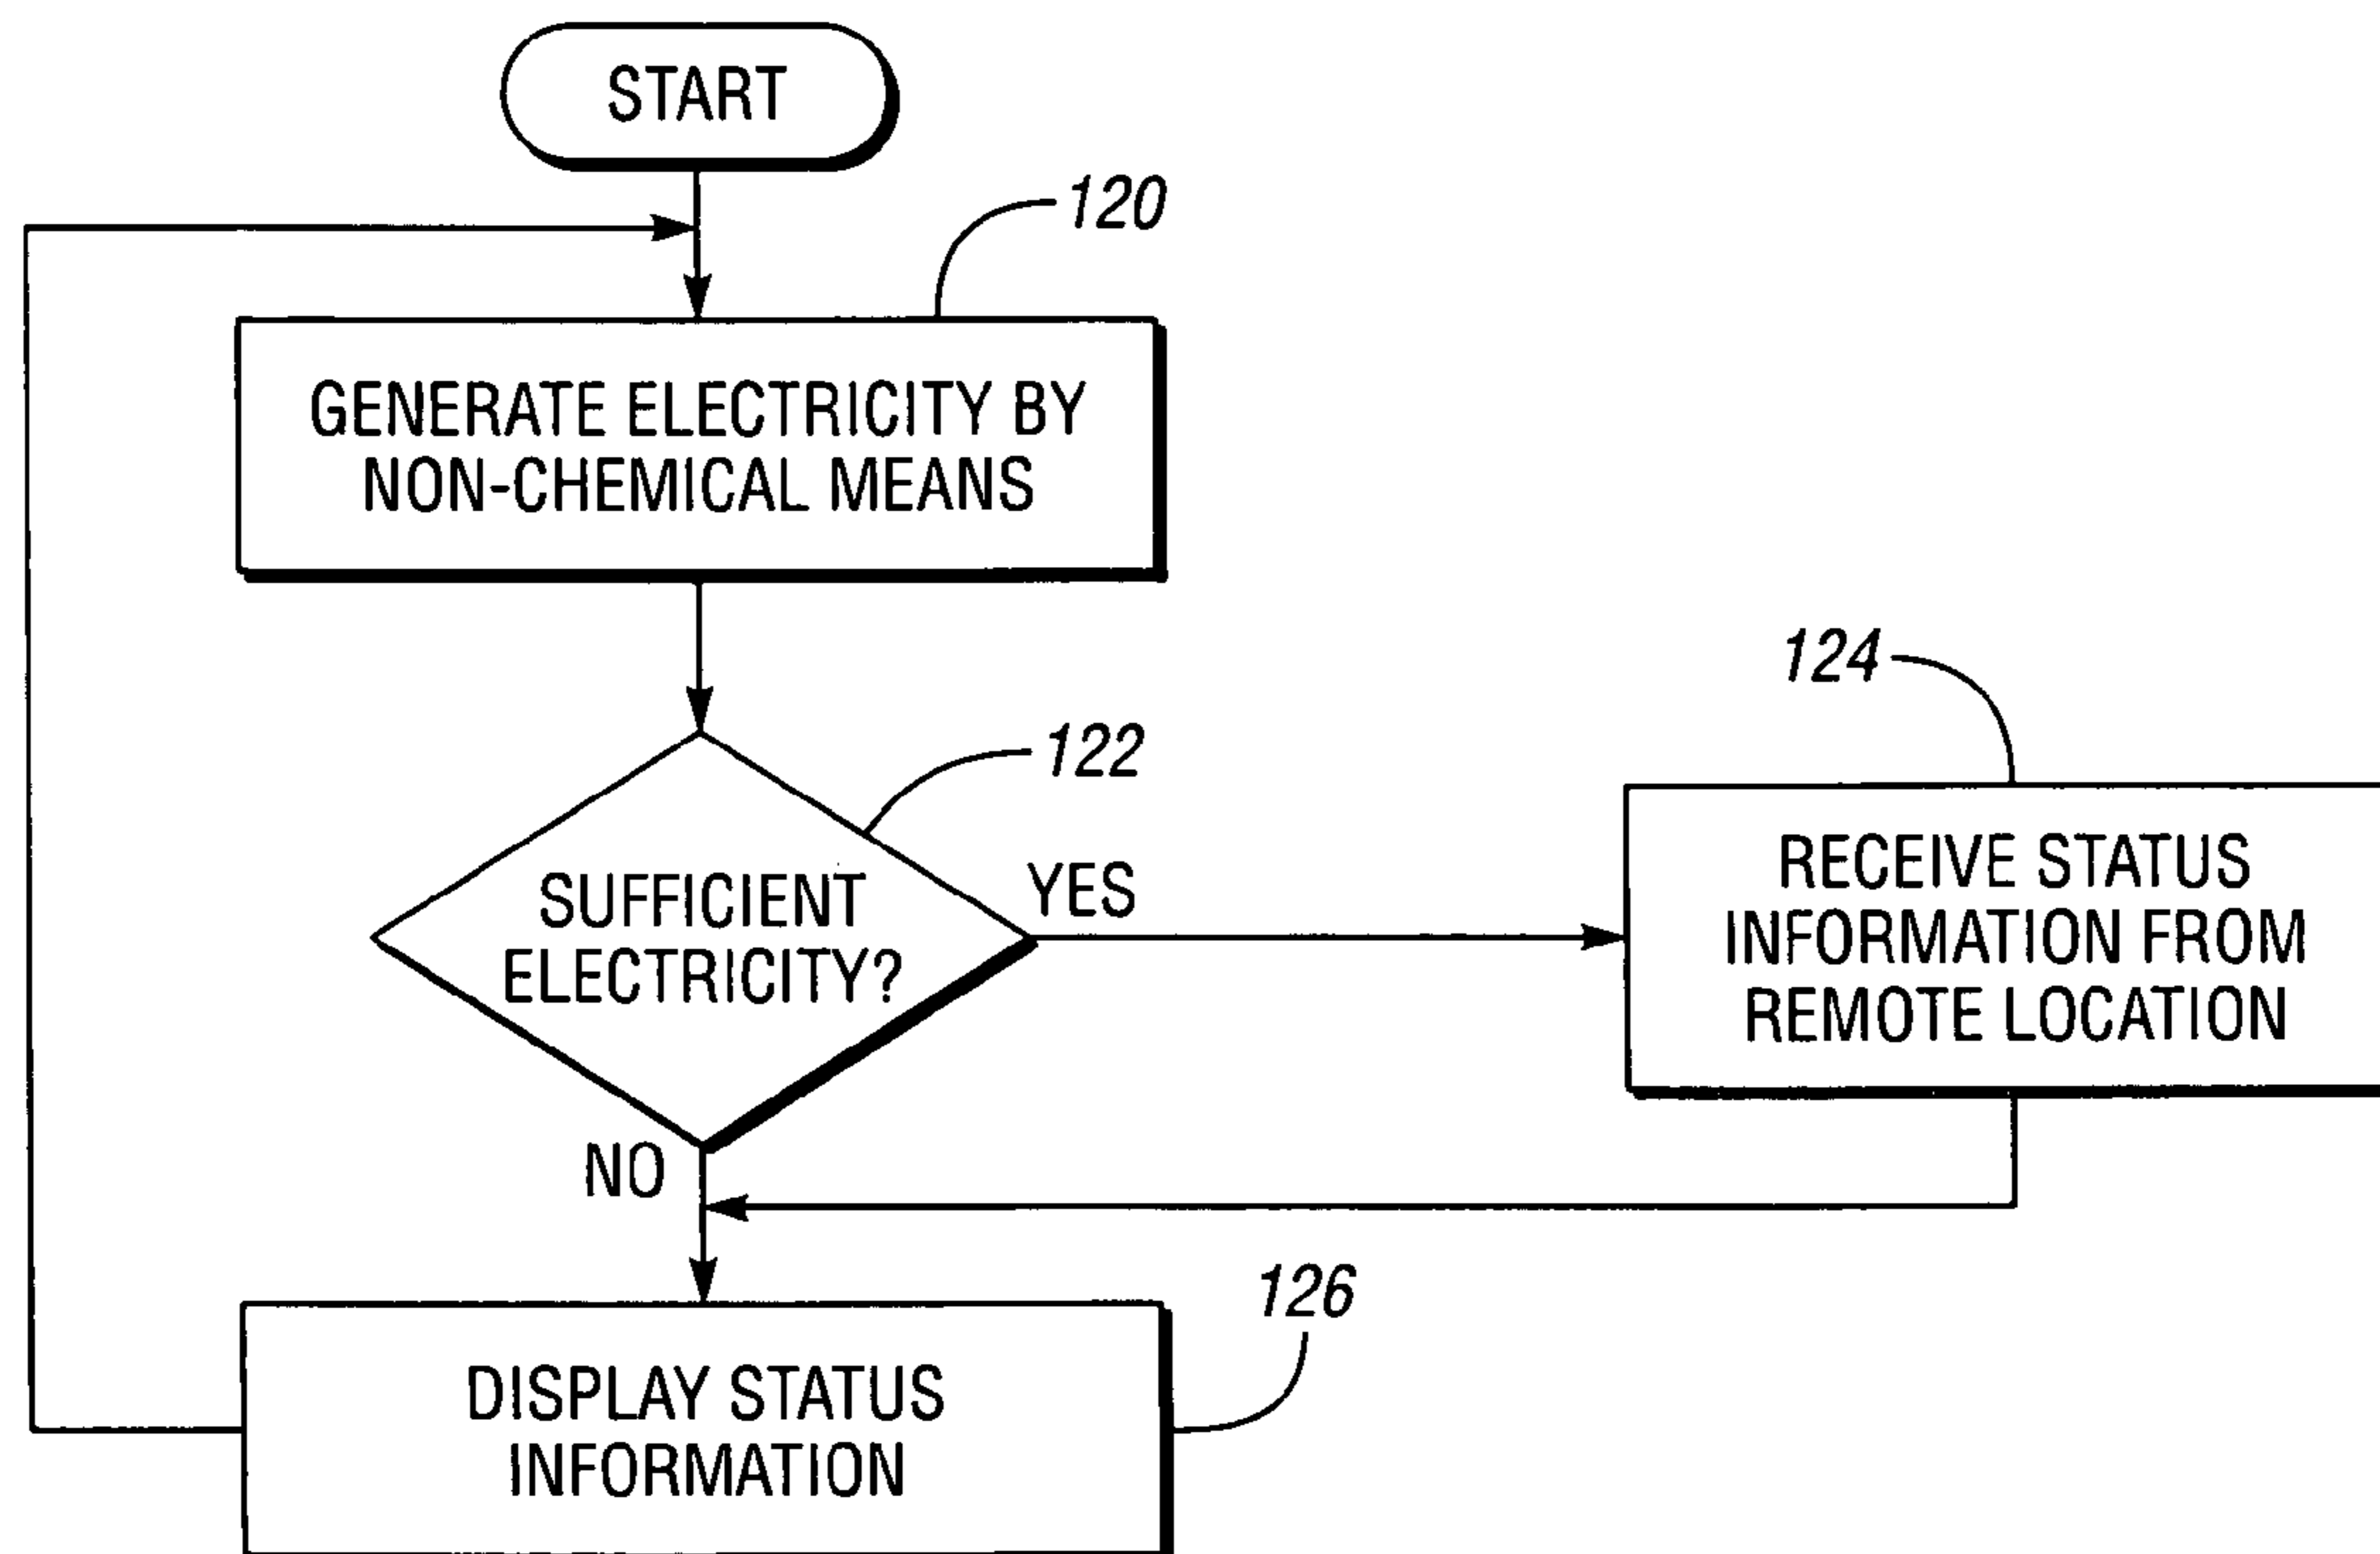 START
120
GENERATE ELECTRICITY BY
NON-CHEMICAL MEANS
122
SUFFICIENT
ELECTRICITY?
YES
NO
124
RECEIVE STATUS
INFORMATION FROM
REMOTE LOCATION
126
DISPLAY STATUS
INFORMATION